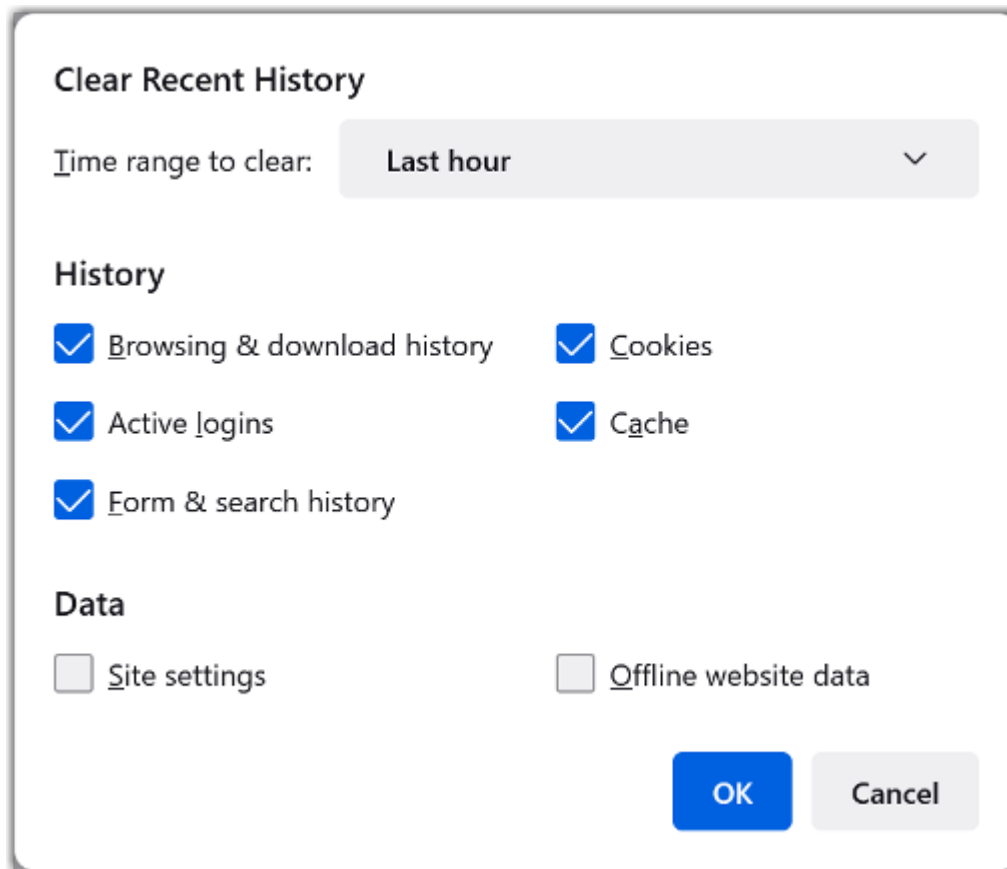 Clear Recent History
Time range to clear: Last hour
History
Browsing & download history Cookies
Active logins Cache
Form & search history
Data
Site settings Offline website data
OK Cancel